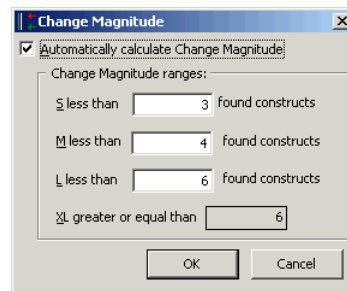 Change Magnitude
Automatically calculate Change Magnitude
Change Magnitude ranges:
S less than 3 found constructs
M less than 4 found constructs
L less than 6 found constructs
XL greater or equal than 6
OK Cancel